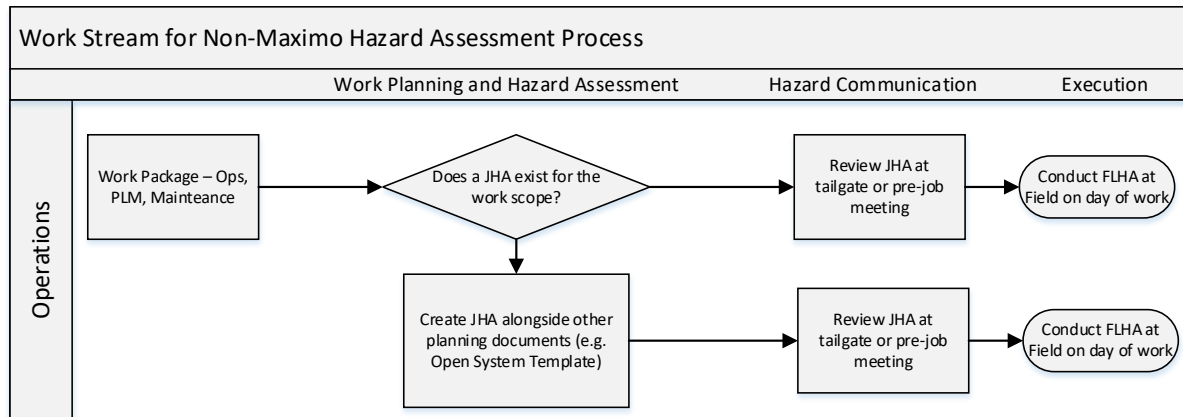 Work Stream for Non-Maximo Hazard Assessment Process
Work Planning and Hazard Assessment
Hazard Communication
Execution
Operations
Work Package – Ops,
PLM, Mainteance
Does a JHA exist for the
work scope?
Review JHA at
tailgate or pre-job
meeting
Conduct FLHA at
Field on day of work
Create JHA alongside other
planning documents (e.g.
Open System Template)
Review JHA at
tailgate or pre-job
meeting
Conduct FLHA at
Field on day of work